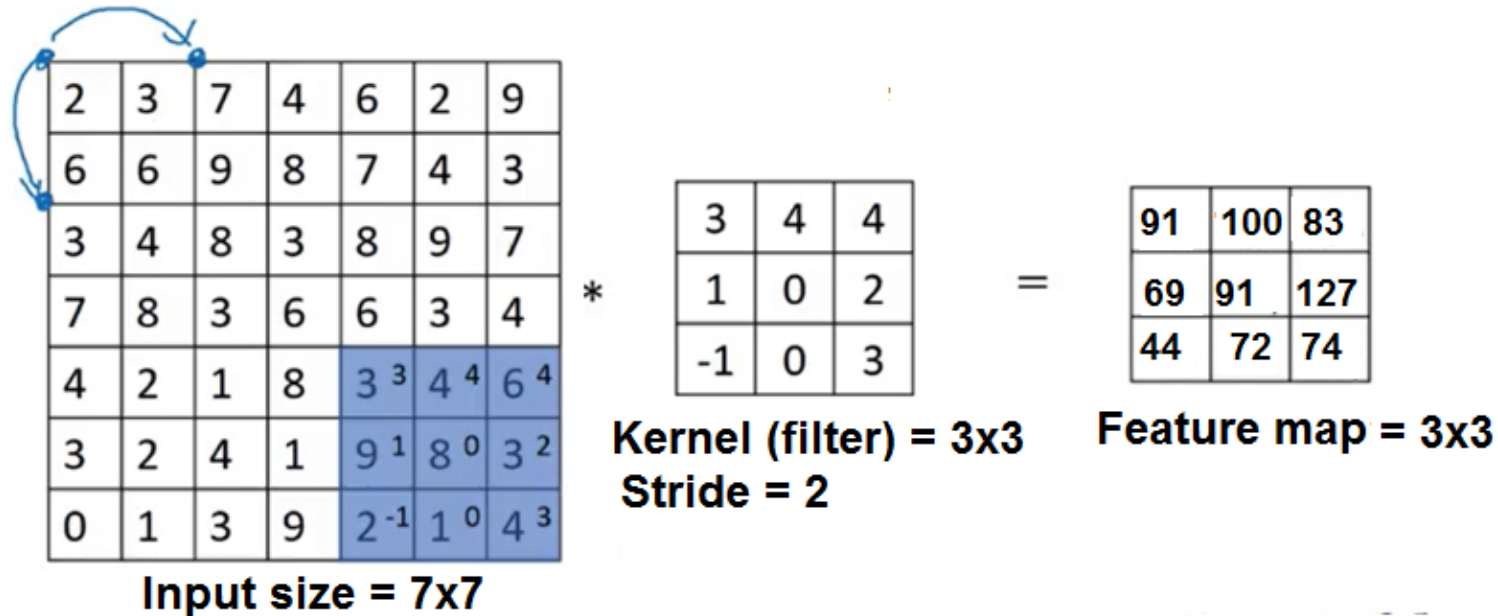 2 3 7 4 6 2 9
6 6 9 8 7 4 3
3 4 8 3 8 9 7
7 8 3 6 6 3 4
4 2 1 8 3 3 4 4 6 4
3 2 4 1 9 1 8 0 3 2
0 1 3 9 2 -1 1 0 4 3
Input size = 7x7
*
3 4 4
1 0 2
-1 0 3
Kernel (filter) = 3x3
Stride = 2
=
91 100 83
69 91 127
44 72 74
Feature map = 3x3